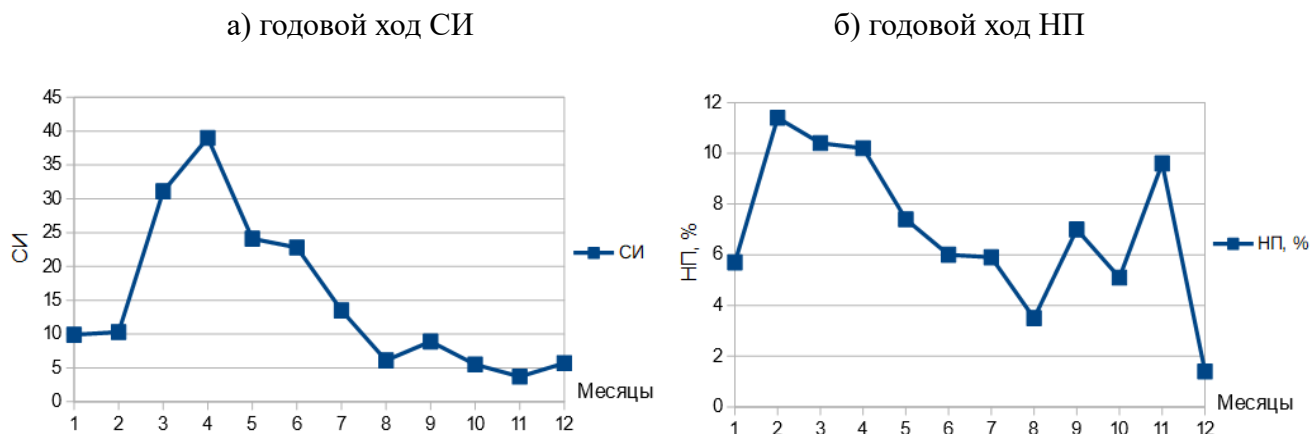 а) годовой ход СИ
45
40
35
30
25
20
15
10
5
0
СИ
1 2 3 4 5 6 7 8 9 10 11 12
Месяцы
СИ
б) годовой ход НП
12
10
8
6
4
2
0
НП, %
1 2 3 4 5 6 7 8 9 10 11 12
Месяцы
НП, %